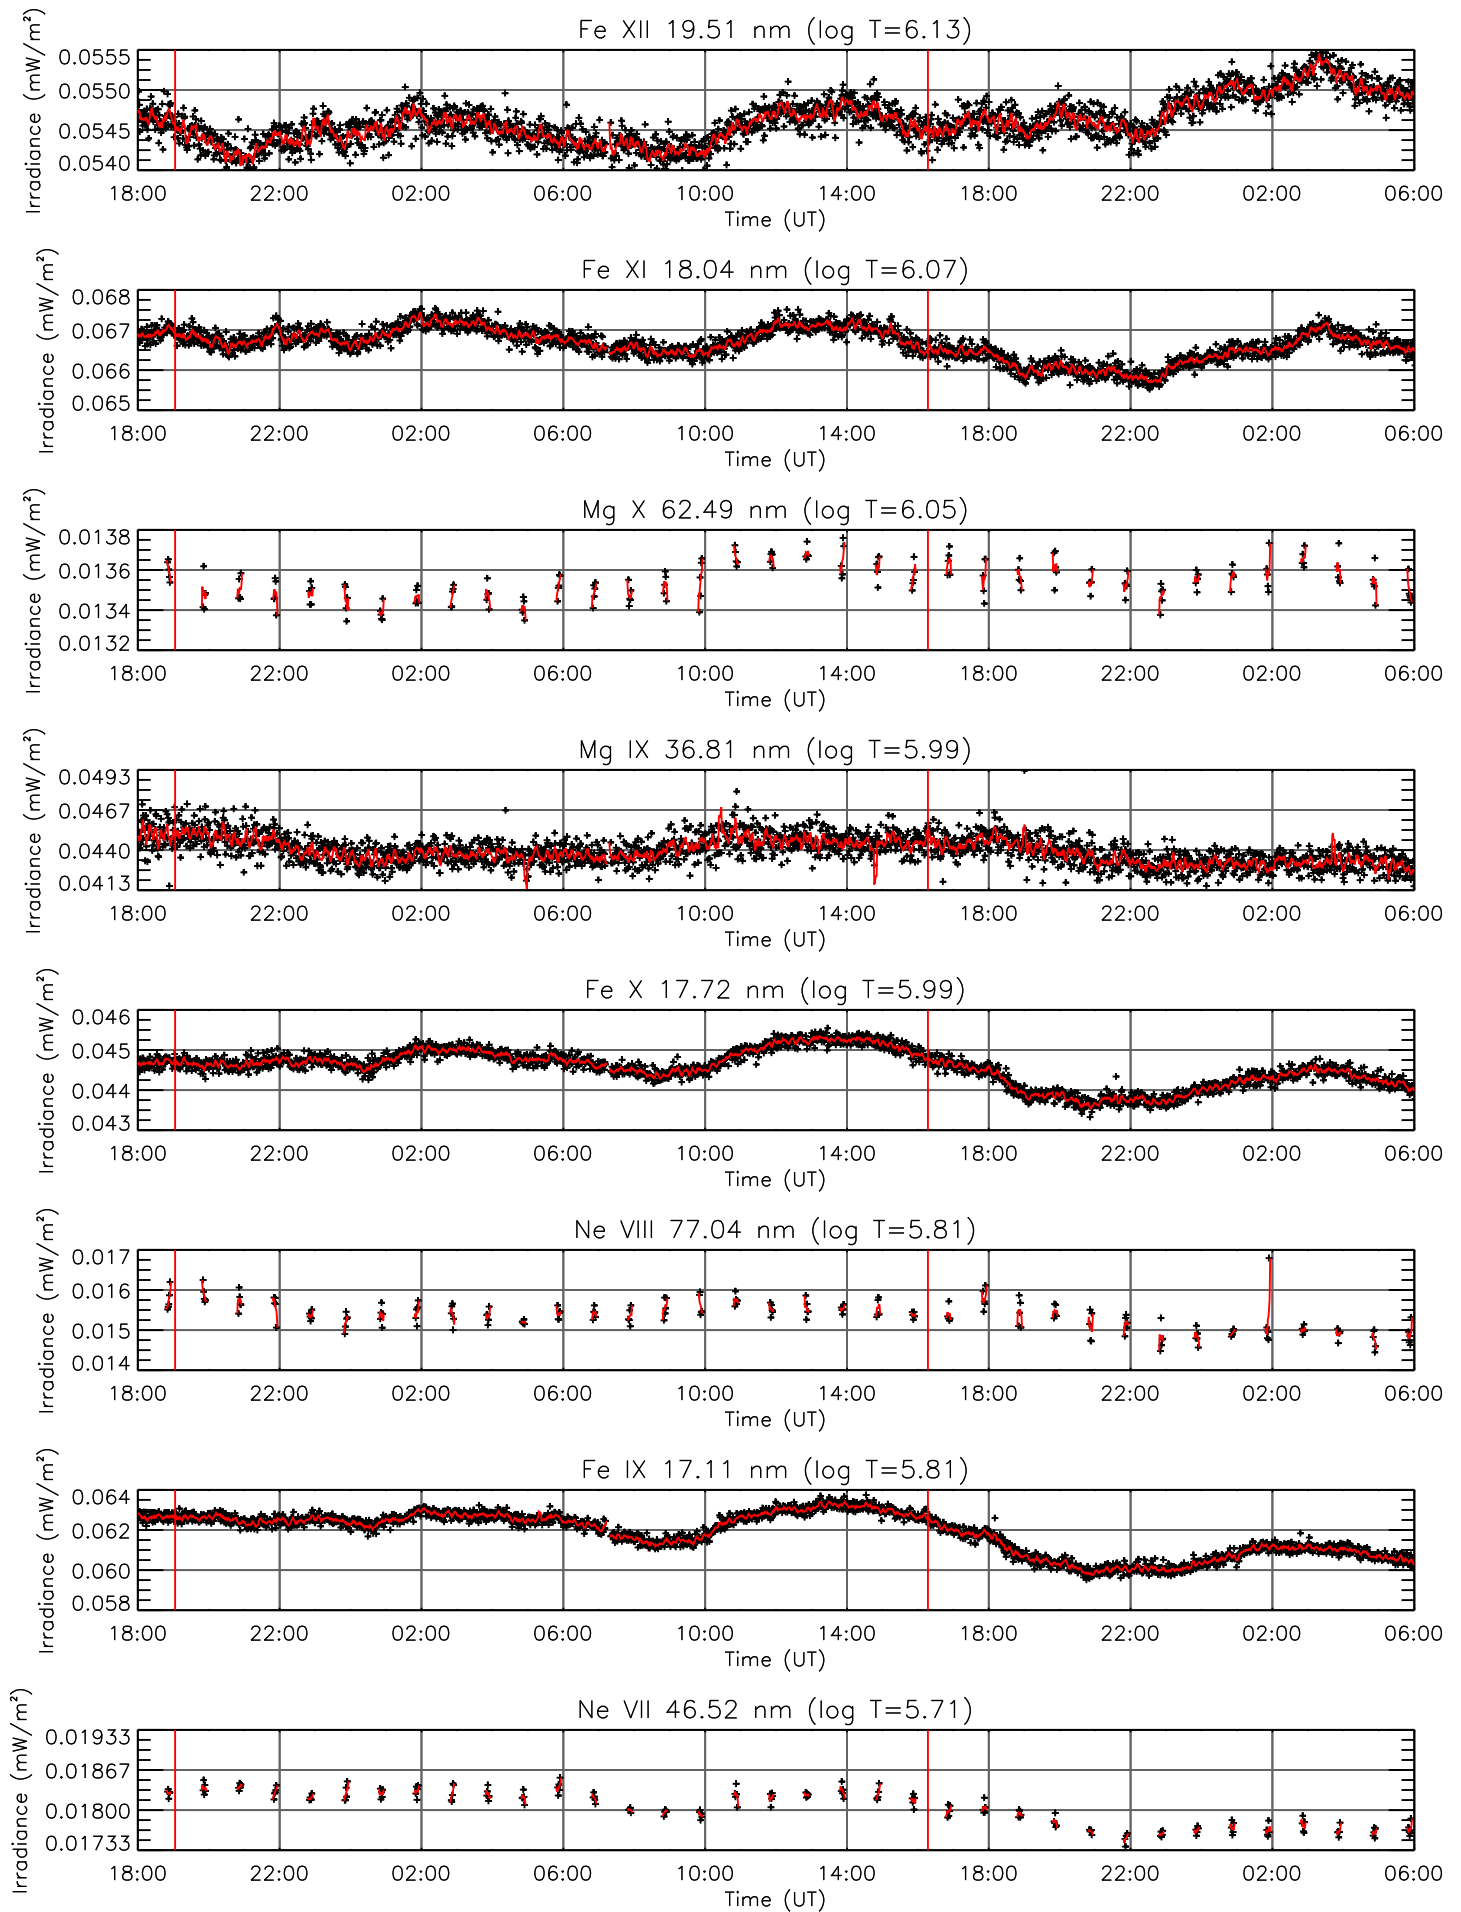 Fe XII 19.51 nm (log T=6.13)
Irradiance (mW/m²)
0.0555
0.0550
0.0545
0.0540
18:00 22:00 02:00 06:00 10:00 14:00 18:00 22:00 02:00 06:00
Time (UT)
Fe XI 18.04 nm (log T=6.07)
Irradiance (mW/m²)
0.068
0.067
0.066
0.065
18:00 22:00 02:00 06:00 10:00 14:00 18:00 22:00 02:00 06:00
Time (UT)
Mg X 62.49 nm (log T=6.05)
Irradiance (mW/m²)
0.0138
0.0136
0.0134
0.0132
18:00 22:00 02:00 06:00 10:00 14:00 18:00 22:00 02:00 06:00
Time (UT)
Mg IX 36.81 nm (log T=5.99)
Irradiance (mW/m²)
0.0493
0.0467
0.0440
0.0413
18:00 22:00 02:00 06:00 10:00 14:00 18:00 22:00 02:00 06:00
Time (UT)
Fe X 17.72 nm (log T=5.99)
Irradiance (mW/m²)
0.046
0.045
0.044
0.043
18:00 22:00 02:00 06:00 10:00 14:00 18:00 22:00 02:00 06:00
Time (UT)
Ne VIII 77.04 nm (log T=5.81)
Irradiance (mW/m²)
0.017
0.016
0.015
0.014
18:00 22:00 02:00 06:00 10:00 14:00 18:00 22:00 02:00 06:00
Time (UT)
Fe IX 17.11 nm (log T=5.81)
Irradiance (mW/m²)
0.064
0.062
0.060
0.058
18:00 22:00 02:00 06:00 10:00 14:00 18:00 22:00 02:00 06:00
Time (UT)
Ne VII 46.52 nm (log T=5.71)
Irradiance (mW/m²)
0.01933
0.01867
0.01800
0.01733
18:00 22:00 02:00 06:00 10:00 14:00 18:00 22:00 02:00 06:00
Time (UT)